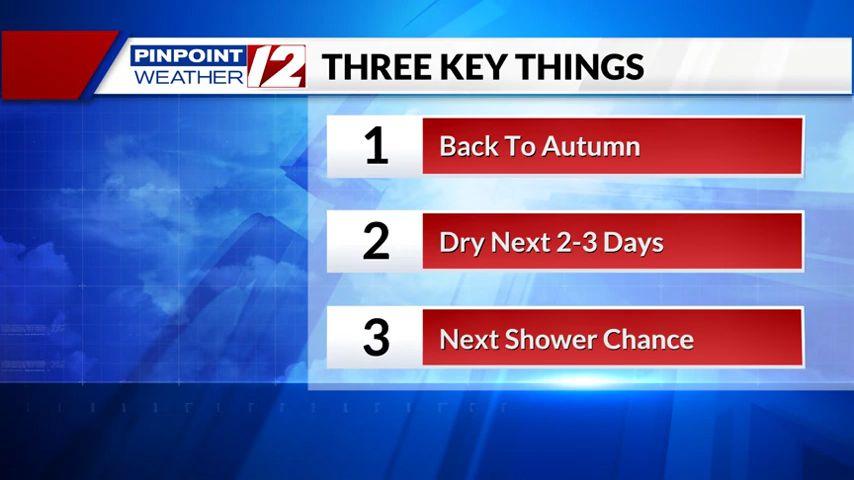 PINPOINT
WEATHER 12
THREE KEY THINGS
1 Back To Autumn
2 Dry Next 2-3 Days
3 Next Shower Chance